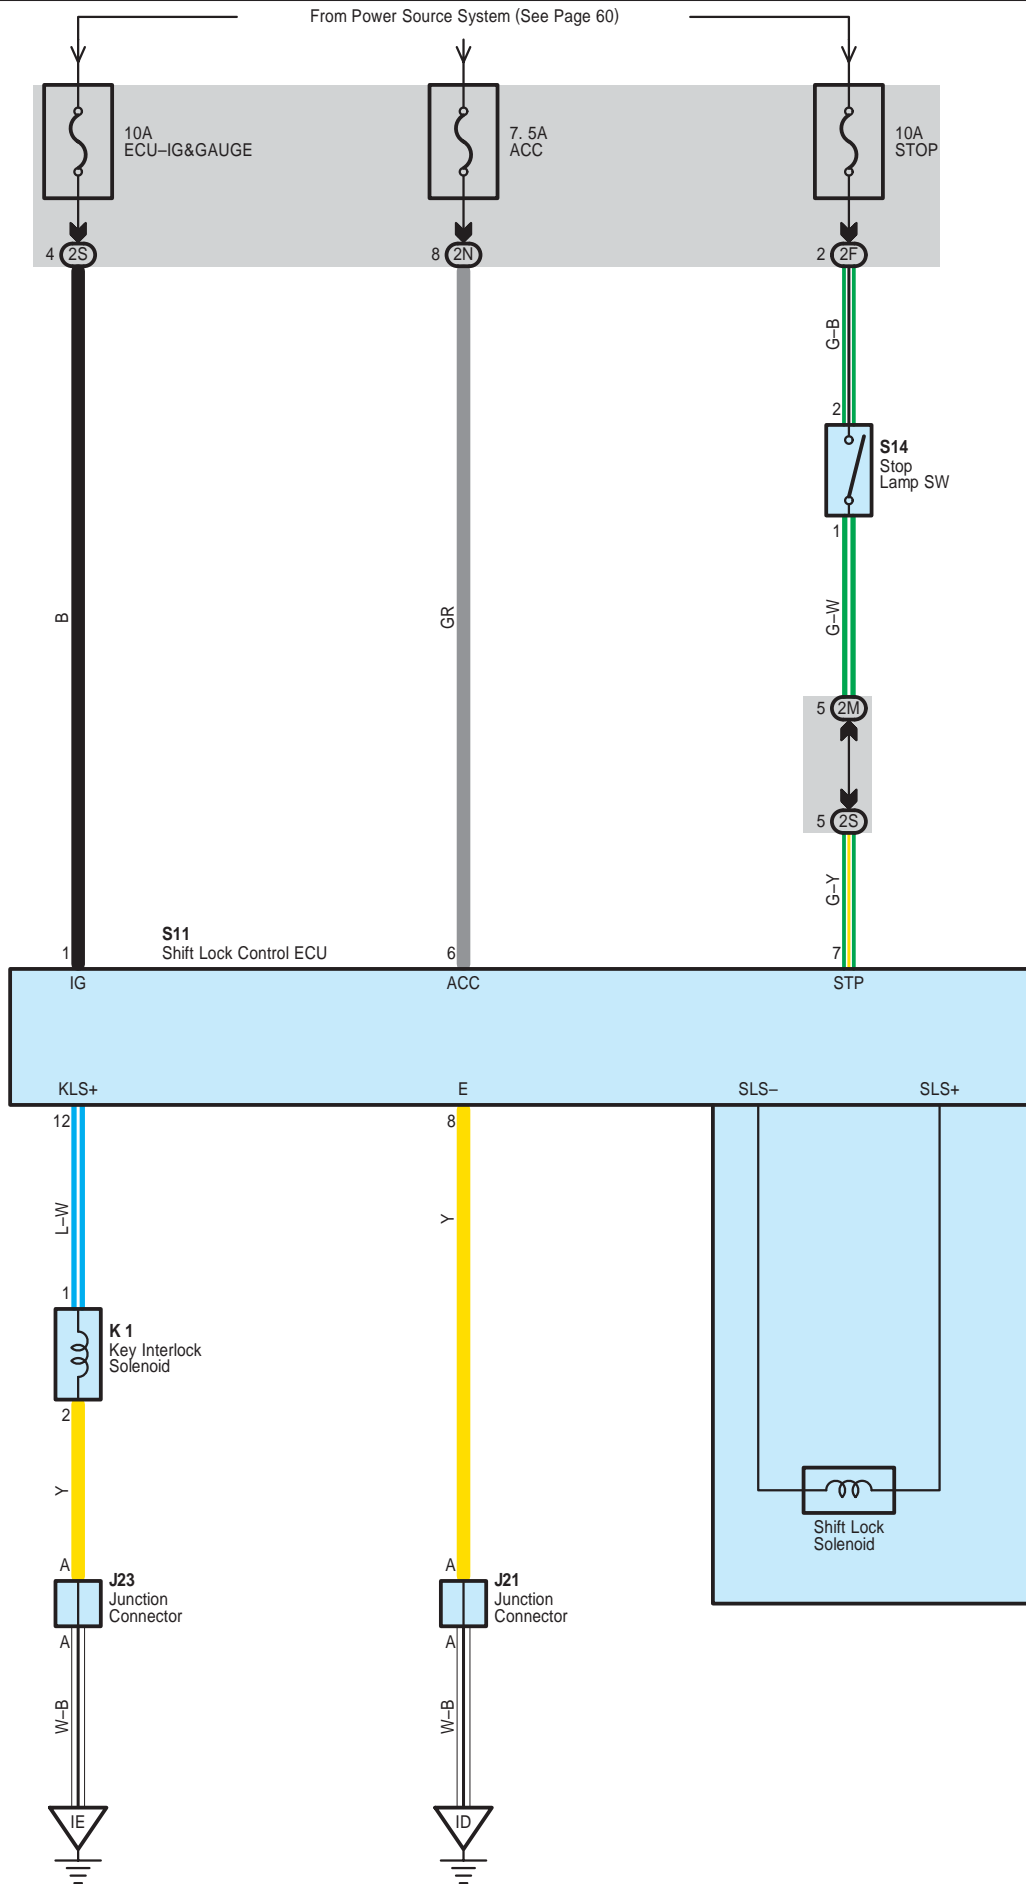 From Power Source System (See Page 60)
10A
ECU–IG&GAUGE
7. 5A
ACC
10A
STOP
4 2S
8 2N
2 2F
G–B
2
S14
Stop
Lamp SW
1
B
GR
G–W
5 2M
5 2S
G–Y
S11
Shift Lock Control ECU
1
6
7
IG
ACC
STP
KLS+
E
SLS–
SLS+
12
8
L–W
Y
1
K 1
Key Interlock
Solenoid
2
Y
Shift Lock
Solenoid
A
J23
Junction
Connector
A
A
J21
Junction
Connector
A
W–B
W–B
IE
ID